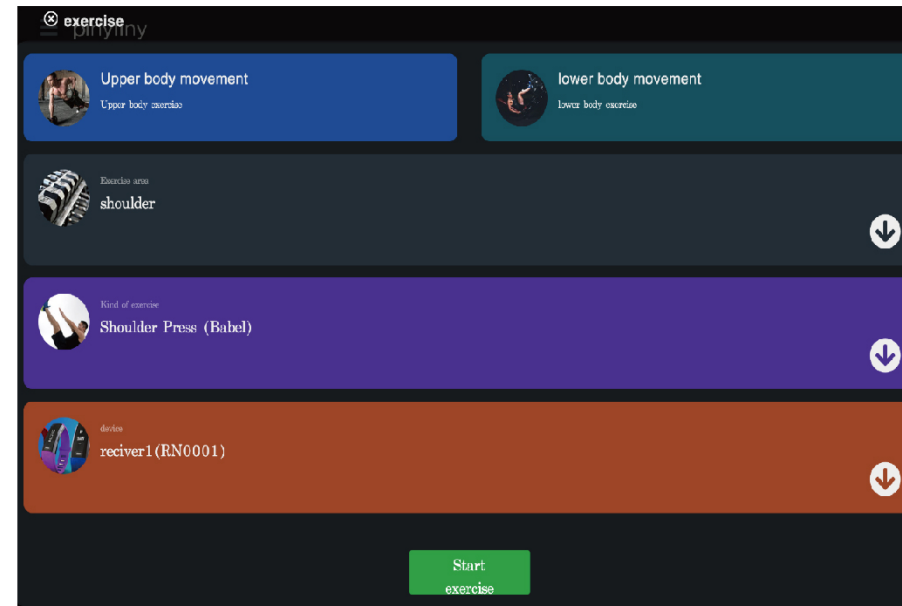 exercise
pinyfiny
Upper body movement
Upper body exercise
lower body movement
lower body exercise
Exercise area
shoulder
Kind of exercise
Shoulder Press (Babel)
device
reciver1(RN0001)
Start
exercise